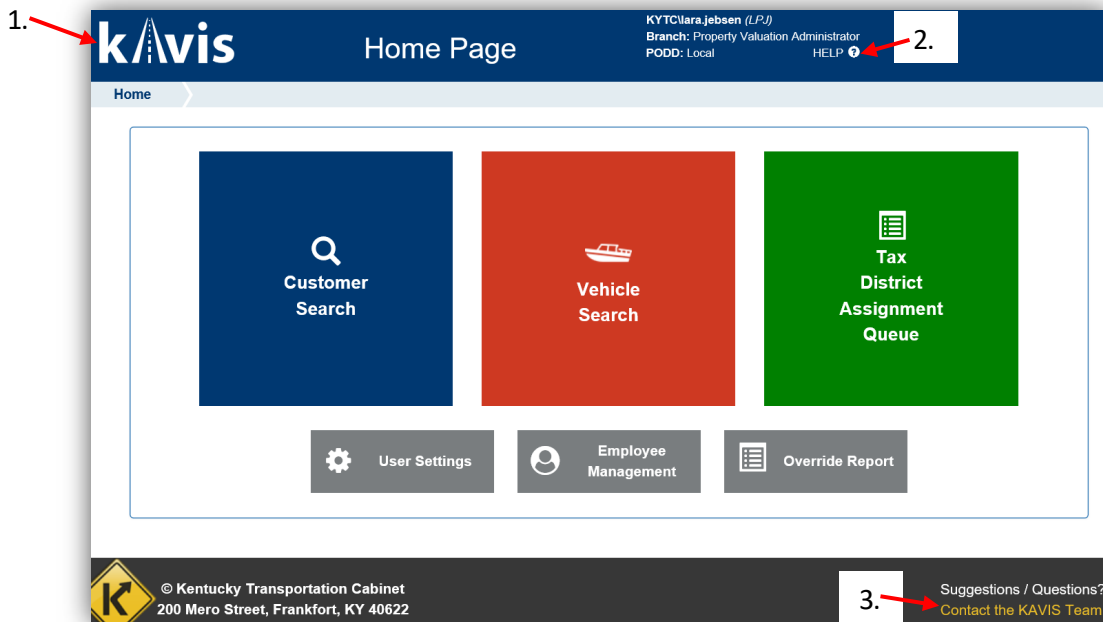 1.
kAvis
Home Page
KYTC\lara.jebsen (LPJ)
Branch: Property Valuation Administrator
PODD: Local
HELP ?
2.
Home
Customer
Search
Vehicle
Search
Tax
District
Assignment
Queue
User Settings
Employee
Management
Override Report
K
© Kentucky Transportation Cabinet
200 Mero Street, Frankfort, KY 40622
3.
Suggestions / Questions?
Contact the KAVIS Team